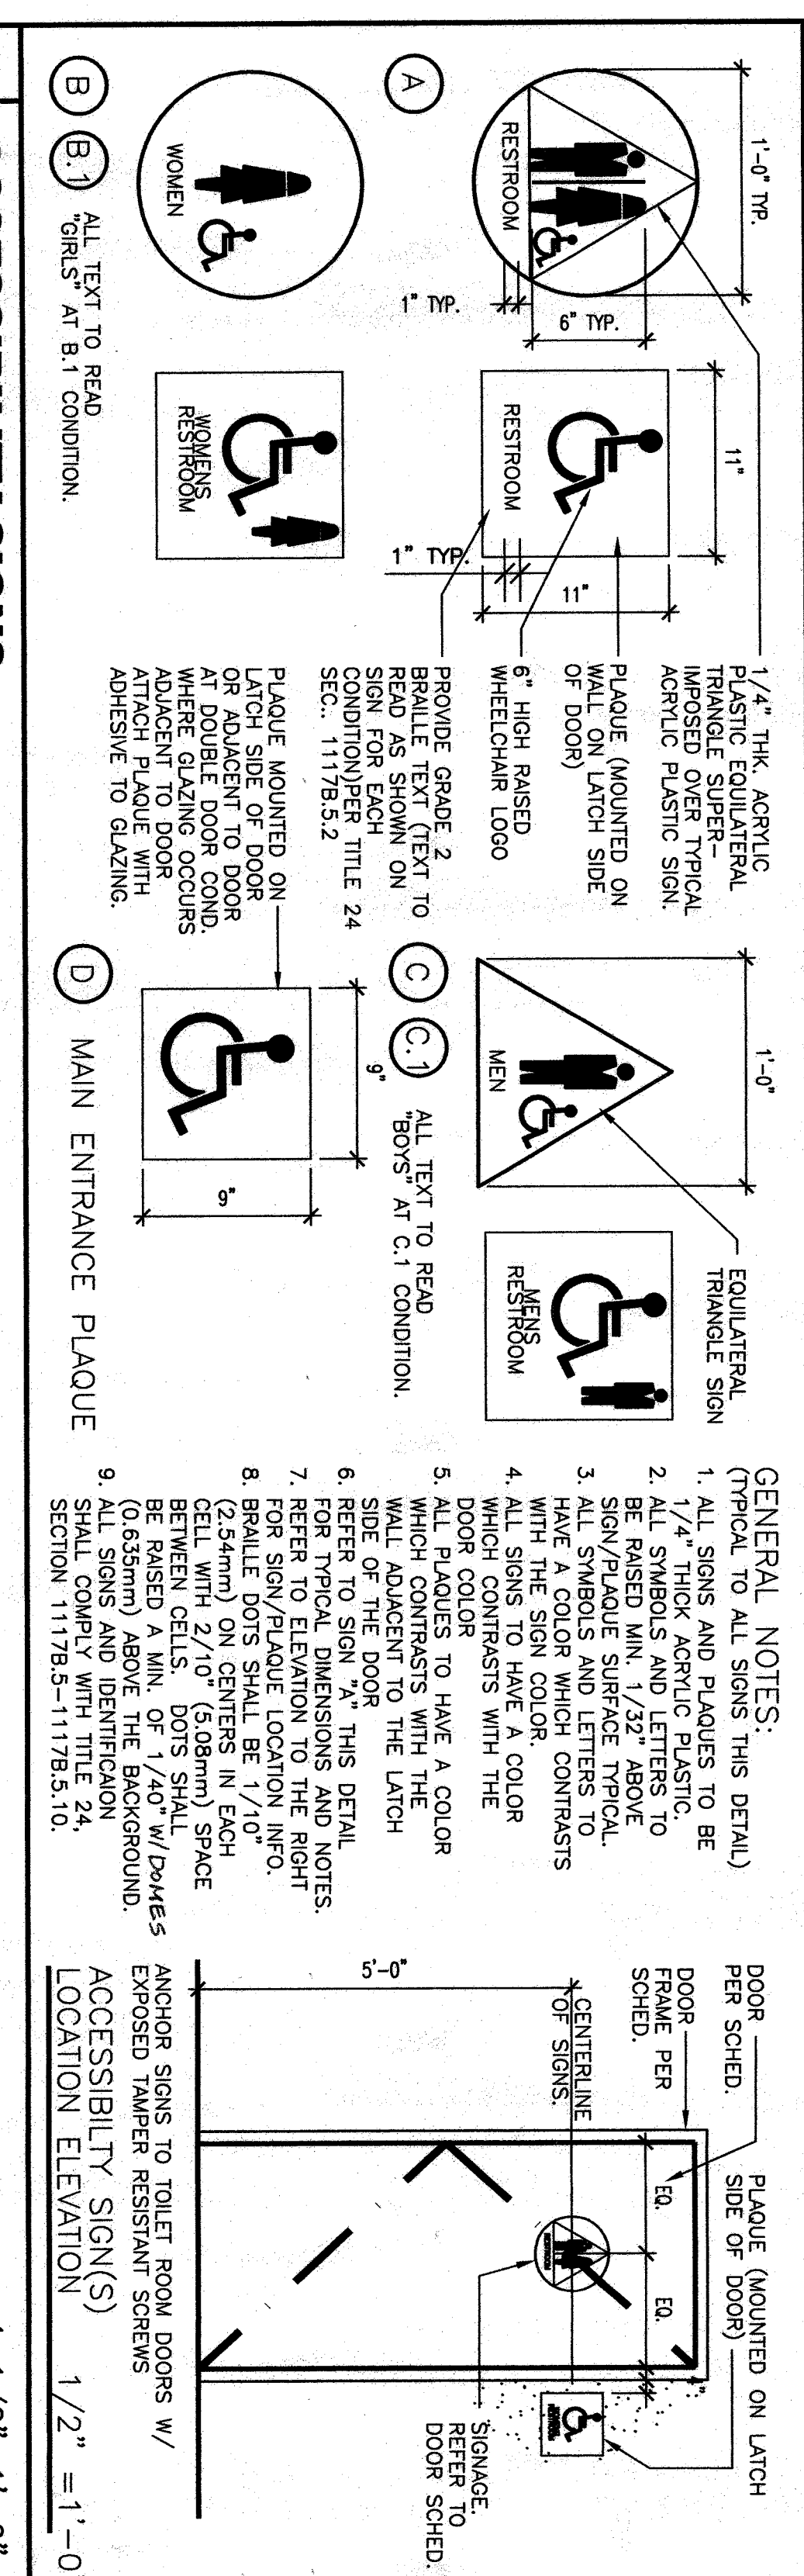 1'-0" TYP.
RESTROOM
1" TYP.
6" TYP.
A
11"
RESTROOM
11"
1" TYP.
1/4" THK. ACRYLIC
PLASTIC EQUILATERAL
TRIANGLE SUPER-
IMPOSED OVER TYPICAL
ACRYLIC PLASTIC SIGN.
PLAQUE (MOUNTED ON
WALL ON LATCH SIDE
OF DOOR)
6" HIGH RAISED
WHEELCHAIR LOGO
PROVIDE GRADE 2
BRAILLE TEXT (TEXT TO
READ AS SHOWN ON
SIGN FOR EACH
CONDITION)PER TITLE 24
SEC.. 1117B.5.2
WOMEN
B
B.1
ALL TEXT TO READ
"GIRLS" AT B.1 CONDITION.
WOMENS
RESTROOM
PLAQUE MOUNTED ON
LATCH SIDE OF DOOR
OR ADJACENT TO DOOR
AT DOUBLE DOOR COND.
WHERE GLAZING OCCURS
ADJACENT TO DOOR
ATTACH PLAQUE WITH
ADHESIVE TO GLAZING.
1'-0"
MEN
EQUILATERAL
TRIANGLE SIGN
MENS
RESTROOM
C
C.1
ALL TEXT TO READ
"BOYS" AT C.1 CONDITION.
9"
9"
D
MAIN ENTRANCE PLAQUE
GENERAL NOTES:
(TYPICAL TO ALL SIGNS THIS DETAIL)
1. ALL SIGNS AND PLAQUES TO BE
1/4" THICK ACRYLIC PLASTIC.
2. ALL SYMBOLS AND LETTERS TO
BE RAISED MIN. 1/32" ABOVE
SIGN/PLAQUE SURFACE TYPICAL.
3. ALL SYMBOLS AND LETTERS TO
HAVE A COLOR WHICH CONTRASTS
WITH THE SIGN COLOR.
4. ALL SIGNS TO HAVE A COLOR
WHICH CONTRASTS WITH THE
DOOR COLOR
5. ALL PLAQUES TO HAVE A COLOR
WHICH CONTRASTS WITH THE
WALL ADJACENT TO THE LATCH
SIDE OF THE DOOR
6. REFER TO SIGN "A" THIS DETAIL
FOR TYPICAL DIMENSIONS AND NOTES.
7. REFER TO ELEVATION TO THE RIGHT
FOR SIGN/PLAQUE LOCATION INFO.
8. BRAILLE DOTS SHALL BE 1/10"
(2.54mm) ON CENTERS IN EACH
CELL WITH 2/10" (5.08mm) SPACE
BETWEEN CELLS. DOTS SHALL
BE RAISED A MIN. OF 1/40" W/ DOMES
(0.635mm) ABOVE THE BACKGROUND.
9. ALL SIGNS AND IDENTIFICAION
SHALL COMPLY WITH TITLE 24,
SECTION 1117B.5-1117B.5.10.
DOOR
PER SCHED.
DOOR
FRAME PER
SCHED.
PLAQUE (MOUNTED ON LATCH
SIDE OF DOOR)
EQ.
EQ.
CENTERLINE
OF SIGNS.
5'-0"
SIGNAGE.
REFER TO
DOOR SCHED.
ANCHOR SIGNS TO TOILET ROOM DOORS W/
EXPOSED TAMPER RESISTANT SCREWS
ACCESSIBILTY SIGN(S)
LOCATION ELEVATION 1/2" =1'-0